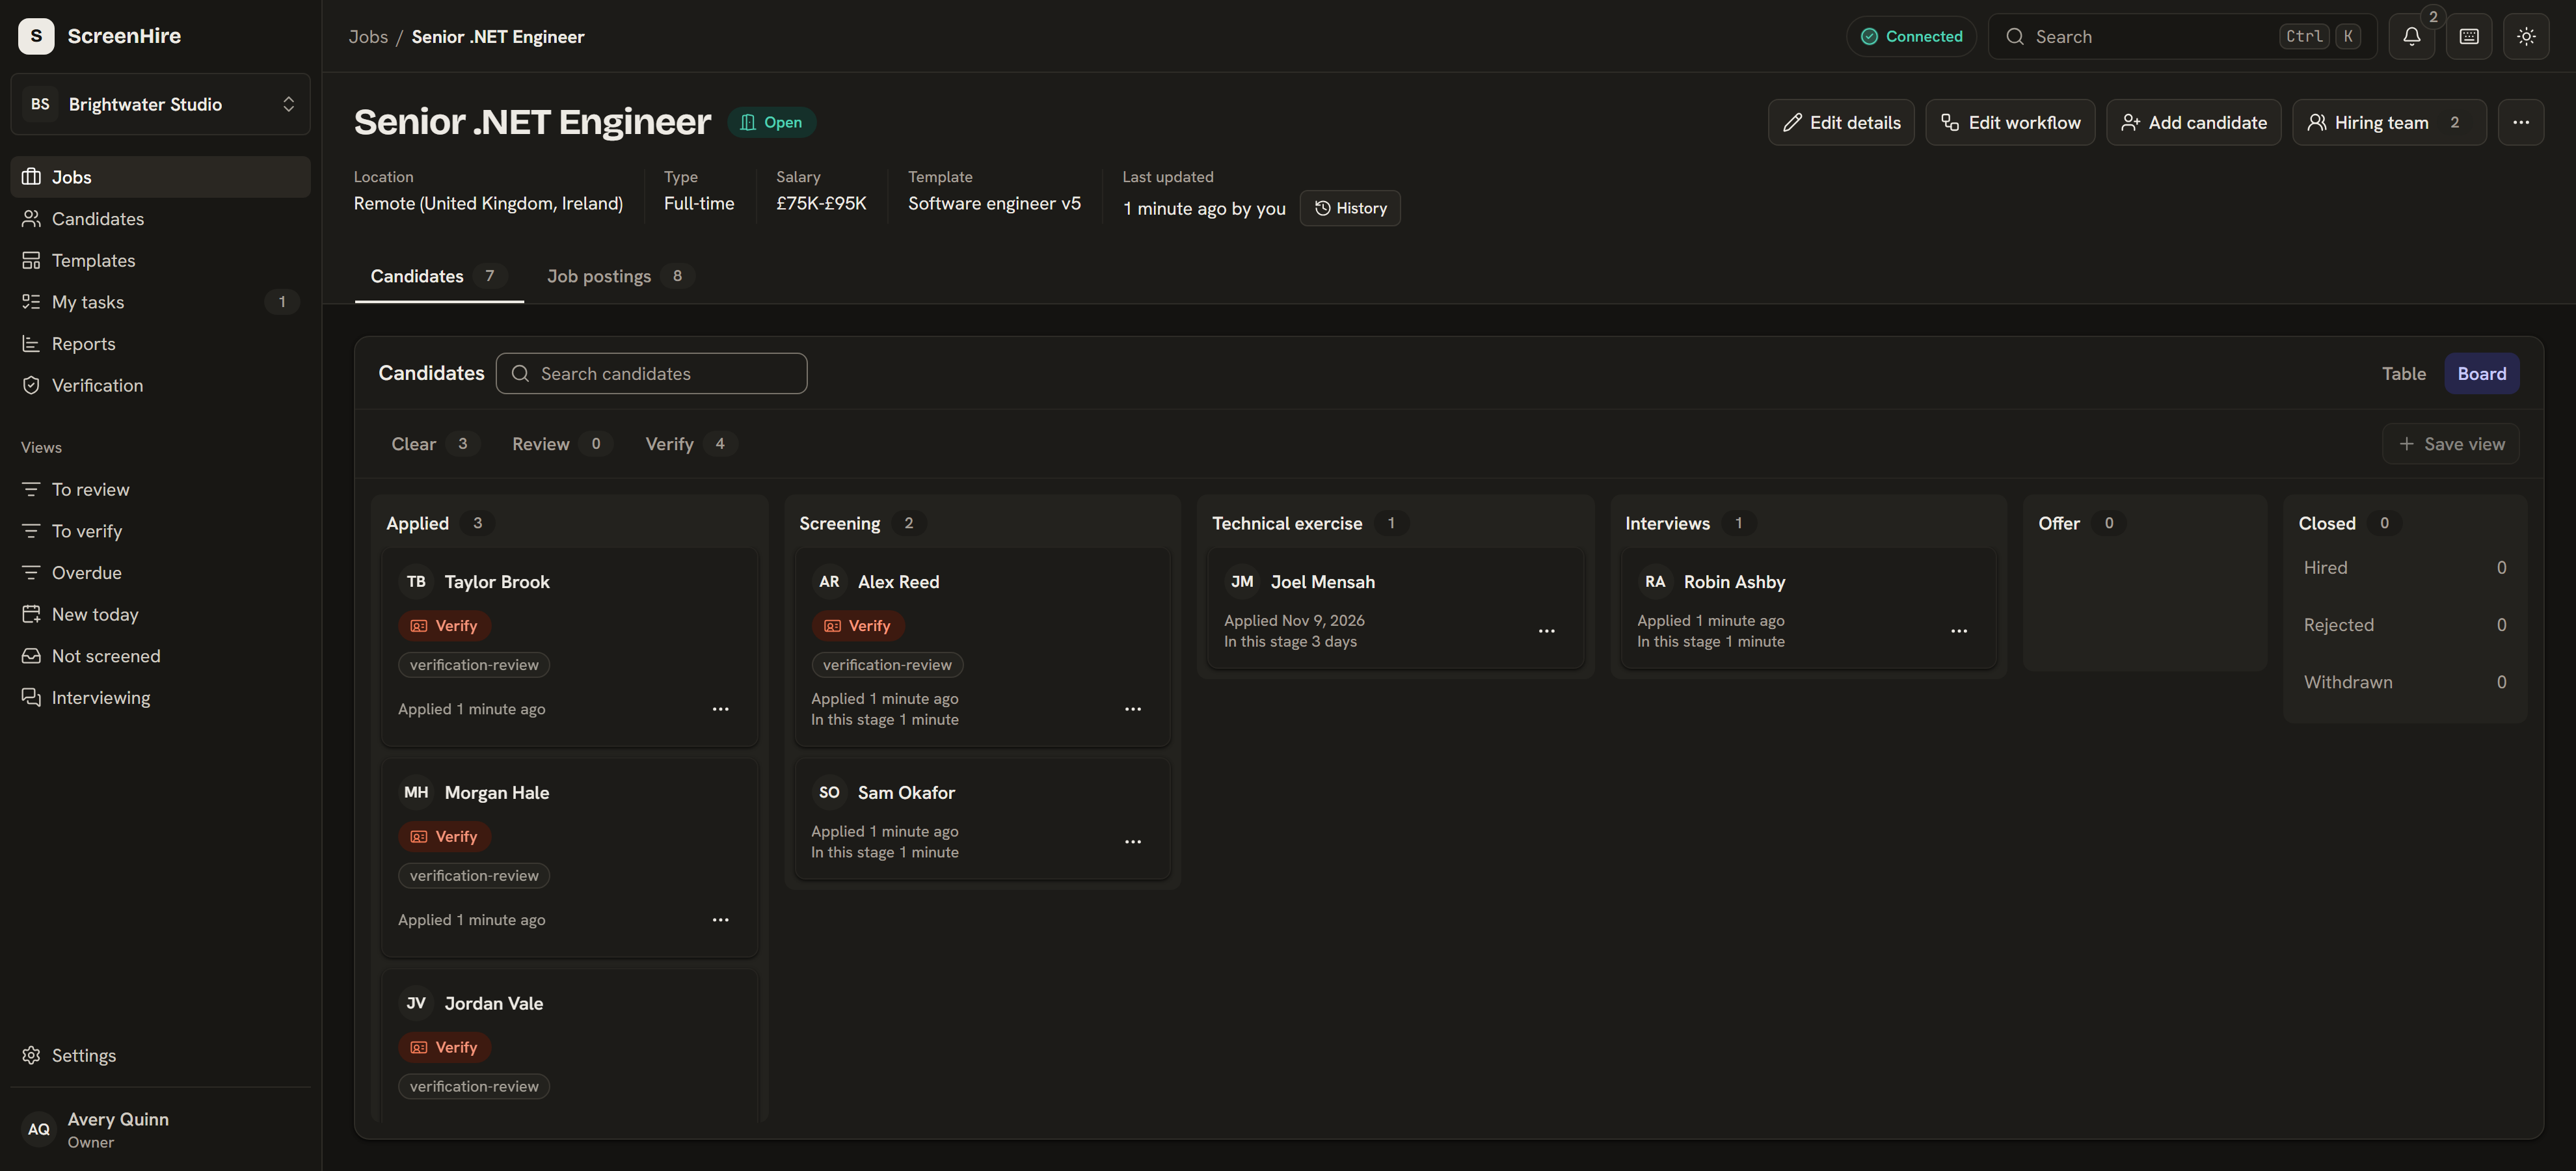 S ScreenHire
BS Brightwater Studio
Jobs
Candidates
Templates
My tasks 1
Reports
Verification
Views
To review
To verify
Overdue
New today
Not screened
Interviewing
Settings
AQ Avery Quinn
Owner
Jobs / Senior .NET Engineer
Connected
Search Ctrl K
2
Senior .NET Engineer Open
Edit details
Edit workflow
Add candidate
Hiring team 2
Location
Remote (United Kingdom, Ireland)
Type
Full-time
Salary
£75K-£95K
Template
Software engineer v5
Last updated
1 minute ago by you History
Candidates 7
Job postings 8
Candidates Search candidates
Table Board
Clear 3 Review 0 Verify 4
Save view
Applied 3
TB Taylor Brook
Verify
verification-review
Applied 1 minute ago
MH Morgan Hale
Verify
verification-review
Applied 1 minute ago
JV Jordan Vale
Verify
verification-review
Screening 2
AR Alex Reed
Verify
verification-review
Applied 1 minute ago
In this stage 1 minute
SO Sam Okafor
Applied 1 minute ago
In this stage 1 minute
Technical exercise 1
JM Joel Mensah
Applied Nov 9, 2026
In this stage 3 days
Interviews 1
RA Robin Ashby
Applied 1 minute ago
In this stage 1 minute
Offer 0
Closed 0
Hired 0
Rejected 0
Withdrawn 0